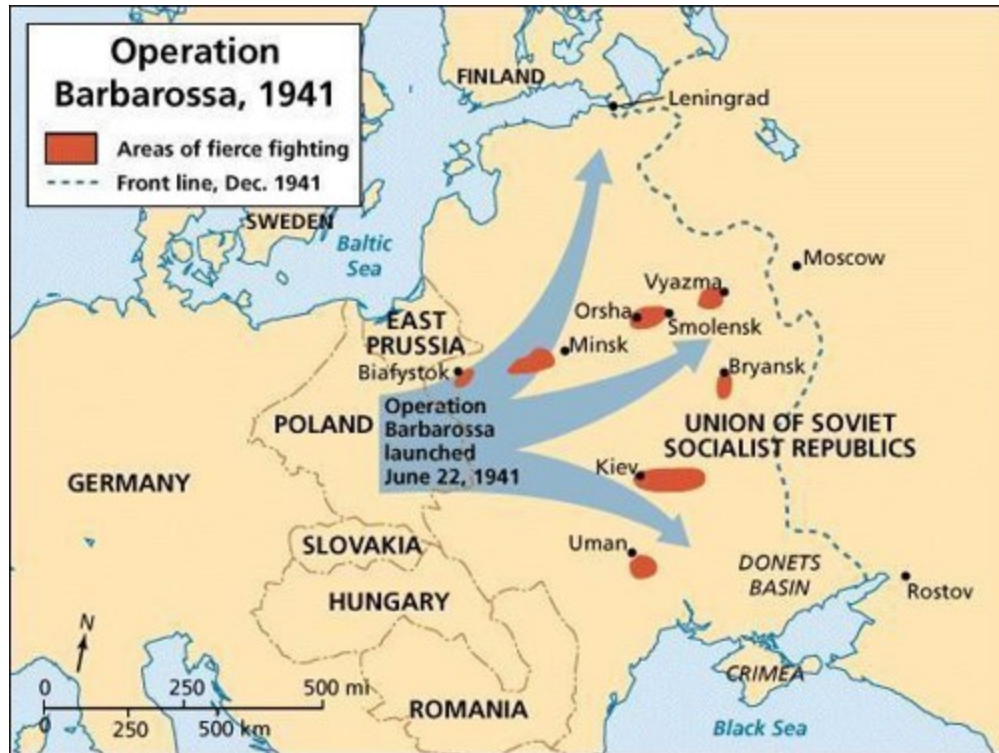 Operation
Barbarossa, 1941
Areas of fierce fighting
Front line, Dec. 1941
FINLAND
Leningrad
SWEDEN
Baltic
Sea
Moscow
Vyazma
Orsha
Smolensk
EAST
PRUSSIA
Minsk
Biafystok
Bryansk
POLAND
Operation
Barbarossa
launched
June 22, 1941
UNION OF SOVIET
SOCIALIST REPUBLICS
GERMANY
Kiev
SLOVAKIA
Uman
DONETS
BASIN
Rostov
HUNGARY
N
CRIMEA
0 250 500 mi
0 250 500 km
ROMANIA
Black Sea